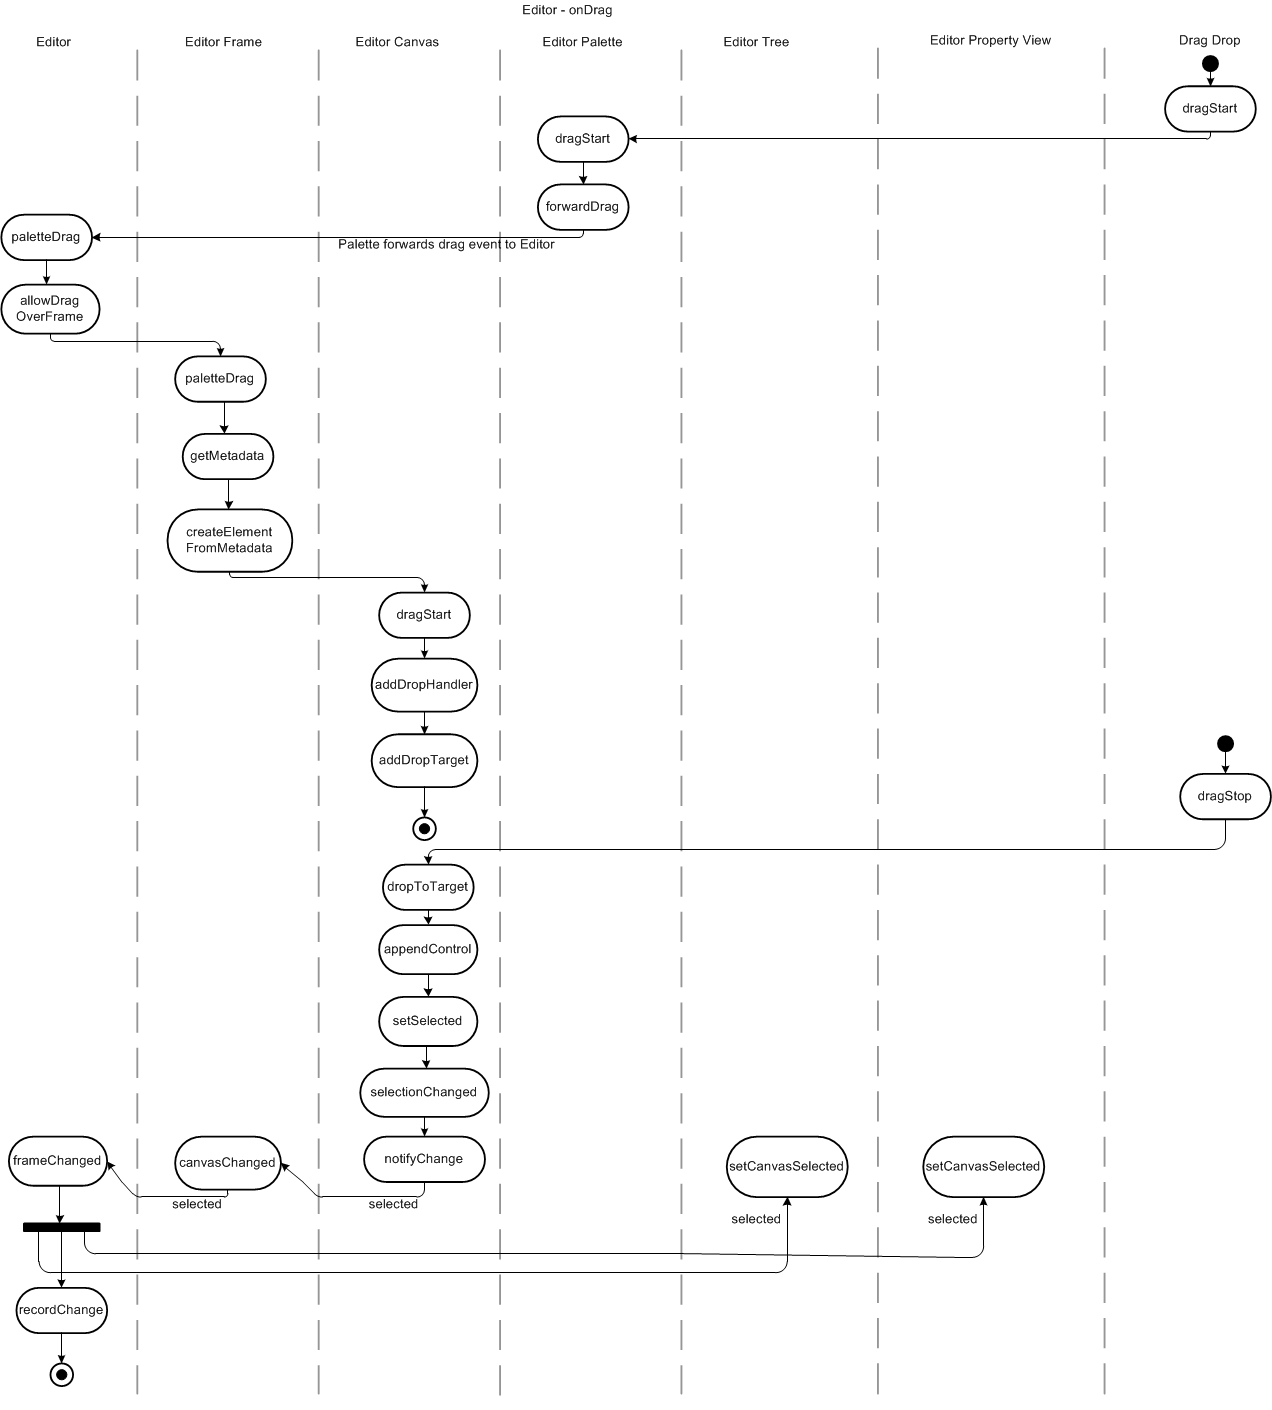 Editor - onDrag
Editor
Editor Frame
Editor Canvas
Editor Palette
Editor Tree
Editor Property View
Drag Drop
dragStart
dragStart
forwardDrag
paletteDrag
Palette forwards drag event to Editor
allowDrag
OverFrame
paletteDrag
getMetadata
createElement
FromMetadata
dragStart
addDropHandler
addDropTarget
dragStop
dropToTarget
appendControl
setSelected
selectionChanged
frameChanged
canvasChanged
notifyChange
setCanvasSelected
setCanvasSelected
selected
selected
selected
selected
recordChange